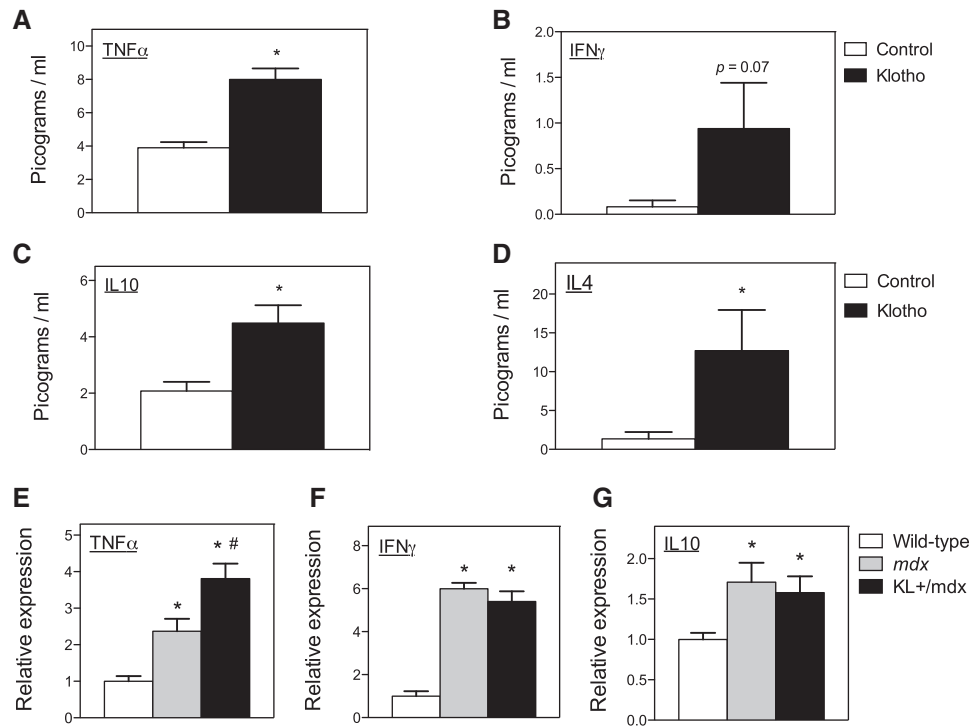 A
TNFα
Picograms / ml
10
8
6
4
2
0
*
B
IFNγ
Picograms / ml
2.0
1.5
1.0
0.5
0.0
p = 0.07
Control
Klotho
C
IL10
Picograms / ml
6
4
2
0
*
D
IL4
Picograms / ml
20
15
10
5
0
*
Control
Klotho
E
TNFα
Relative expression
5
4
3
2
1
0
*
* #
F
IFNγ
Relative expression
8
6
4
2
0
*
*
G
IL10
Relative expression
2.0
1.5
1.0
0.5
0.0
*
*
Wild-type
mdx
KL+/mdx